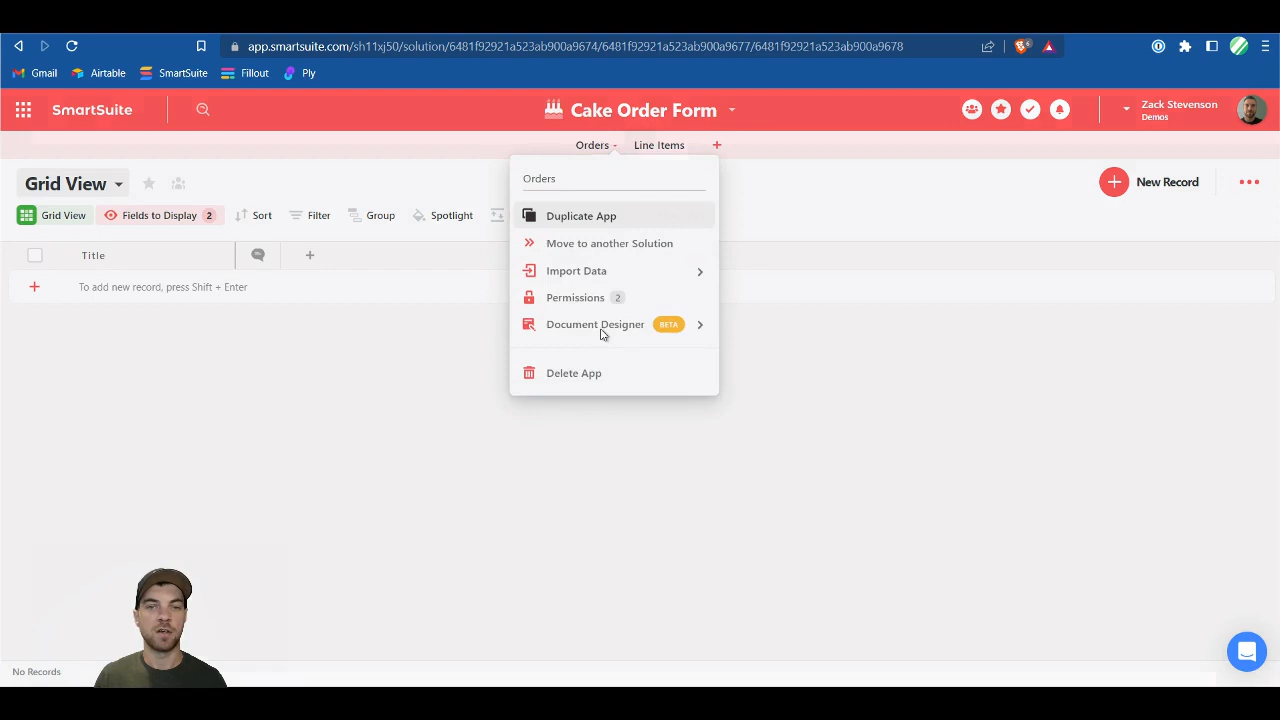 app.smartsuite.com/sh11xj50/solution/6481f92921a523ab900a9674/6481f92921a523ab900a9677/6481f92921a523ab900a9678
6
Gmail Airtable SmartSuite Fillout Ply
SmartSuite
Cake Order Form
Zack Stevenson
Demos
Orders Line Items
Grid View
New Record
Grid View Fields to Display 2 Sort Filter Group Spotlight
Title
To add new record, press Shift + Enter
Orders
Duplicate App
Move to another Solution
Import Data
Permissions 2
Document Designer BETA
Delete App
No Records